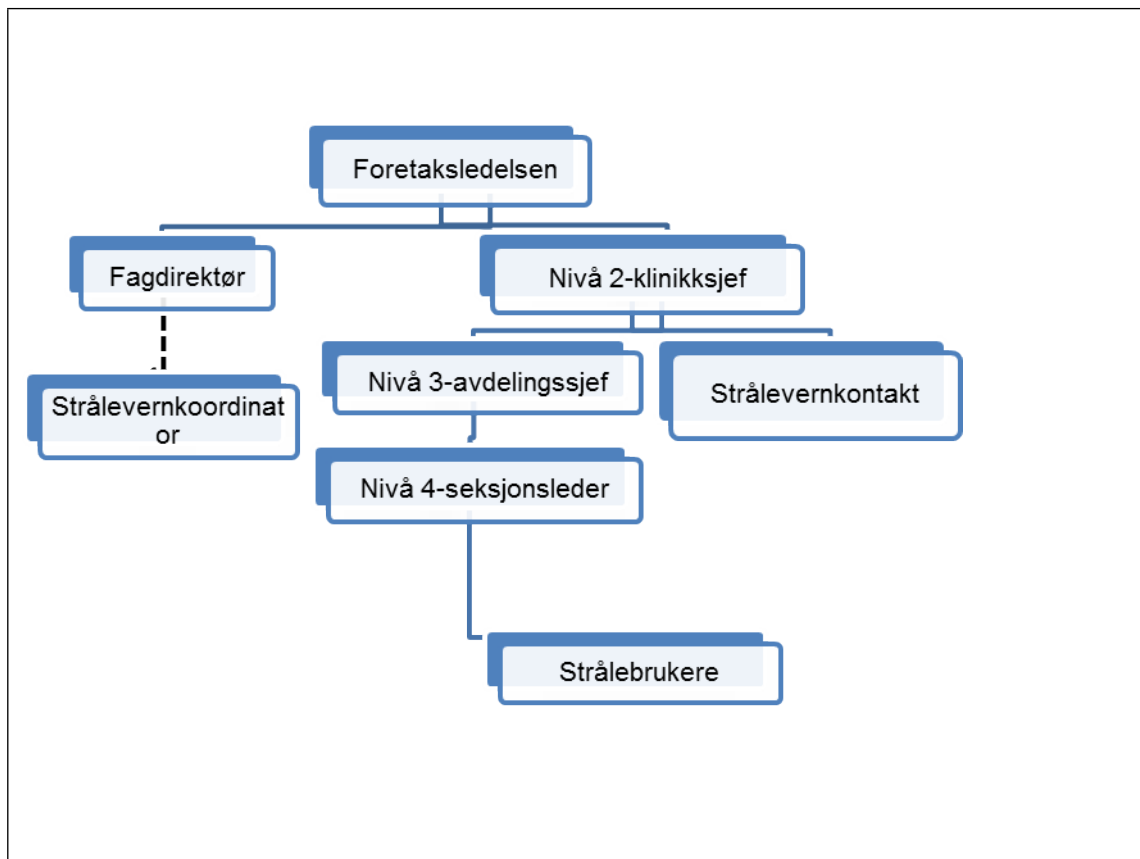 Foretaksledelsen
Fagdirektør
Nivå 2-klinikksjef
Strålevernkoordinat
or
Nivå 3-avdelingssjef
Strålevernkontakt
Nivå 4-seksjonsleder
Strålebrukere